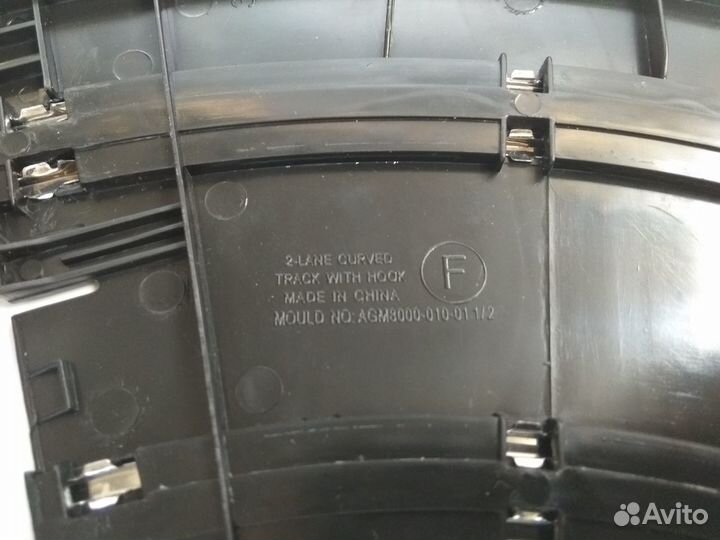 2-LANE CURVED
TRACK WITH HOOK
MADE IN CHINA
MOULD NO: AGM8000-010-01 1/2
F
Avito